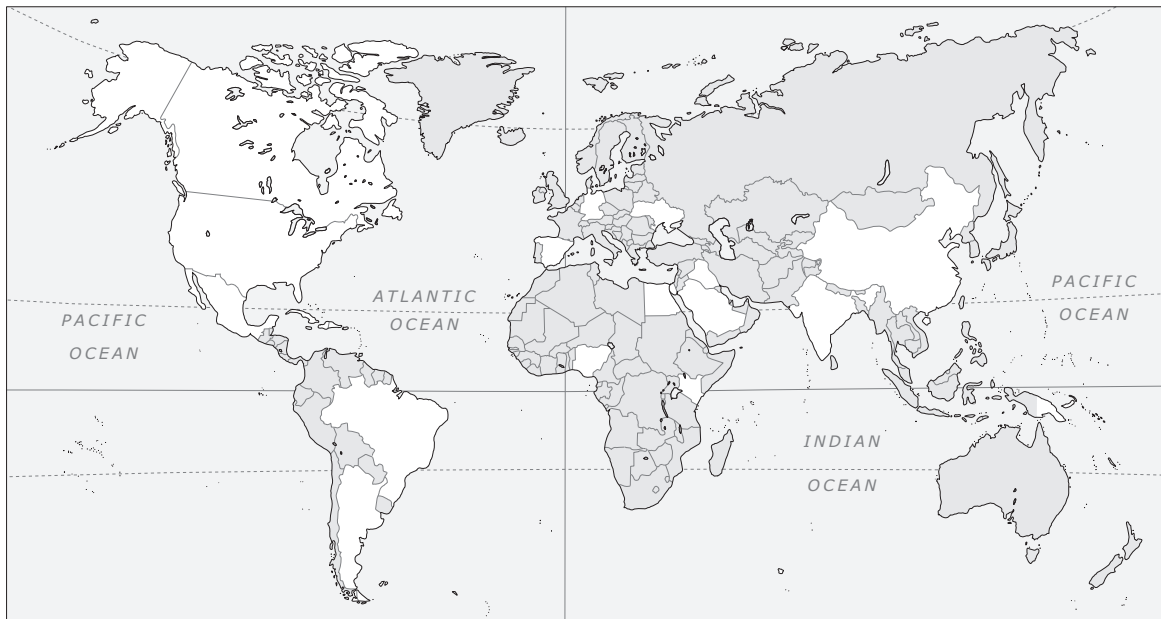 ATLANTIC
OCEAN
PACIFIC
OCEAN
PACIFIC
OCEAN
INDIAN
OCEAN